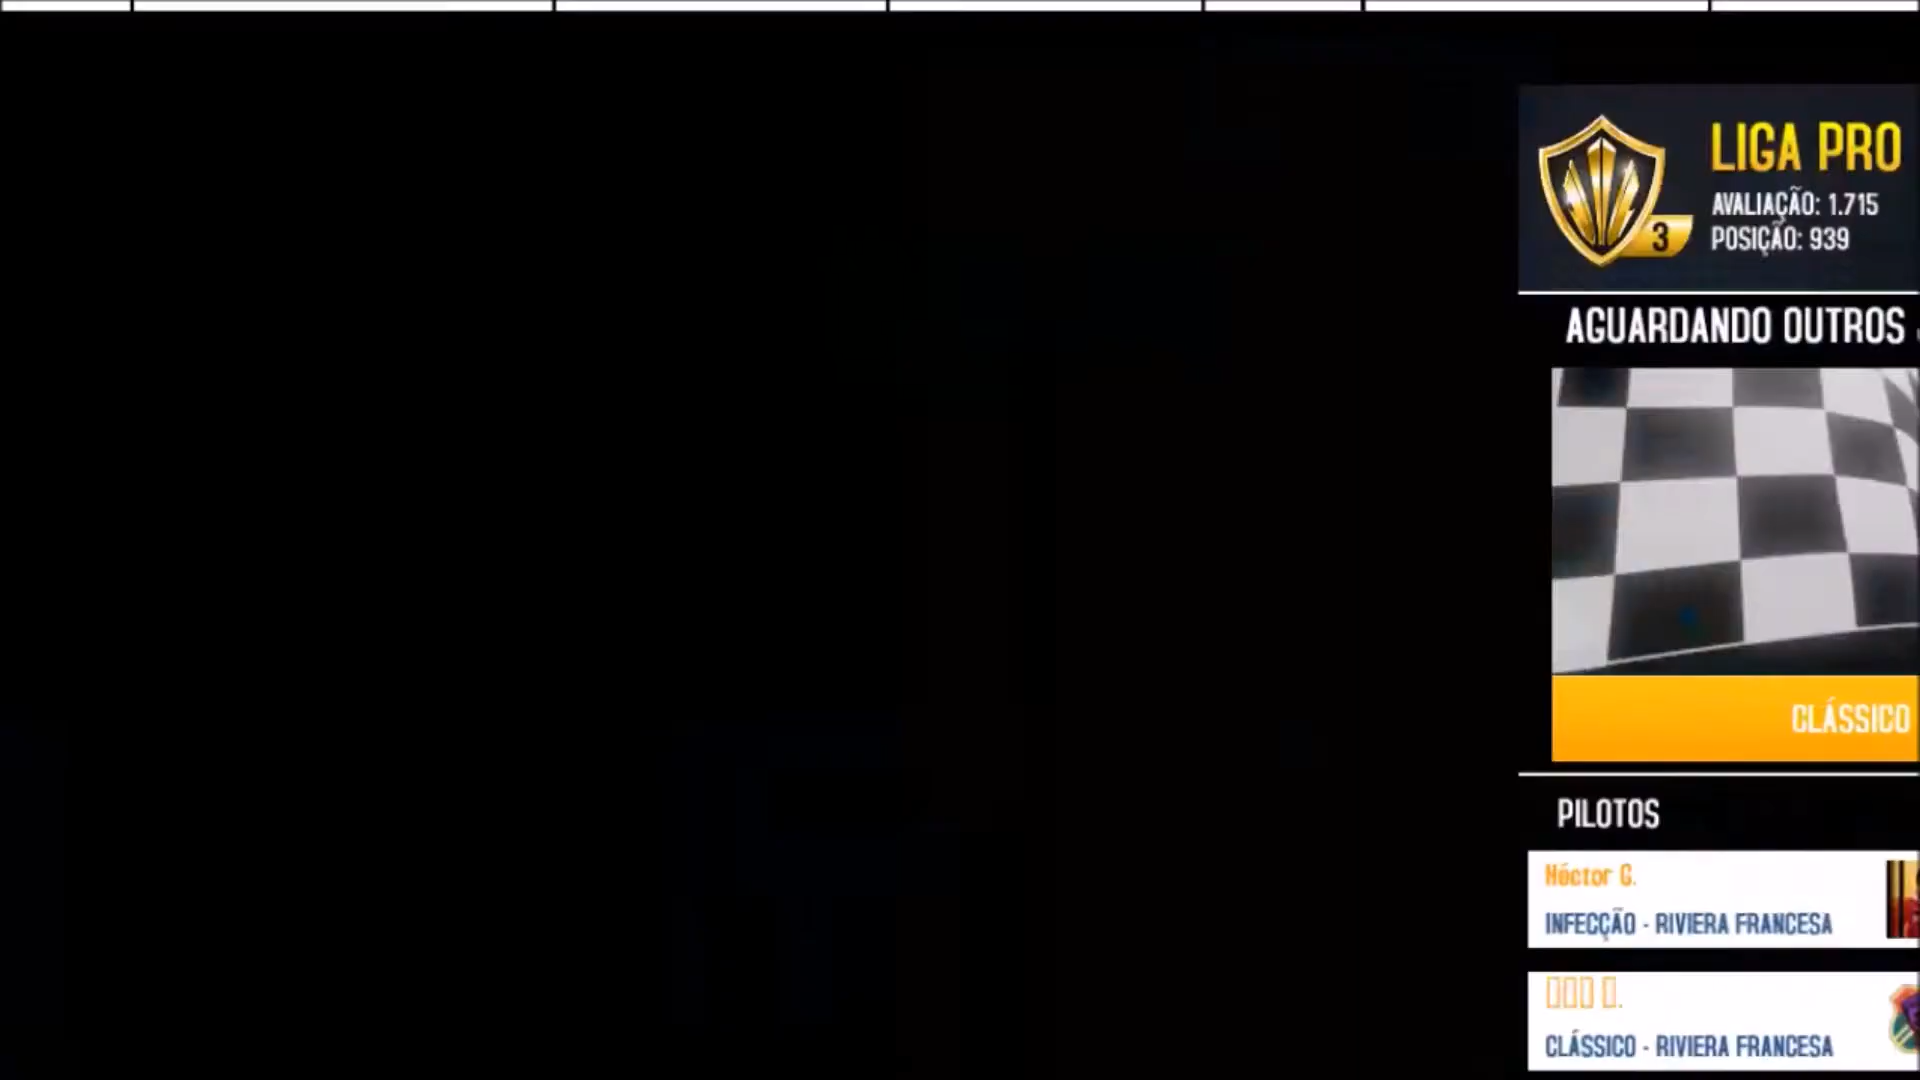 LIGA PRO
3
AVALIAÇÃO: 1.715
POSIÇÃO: 939
AGUARDANDO OUTROS
CLÁSSICO
PILOTOS
Héctor G.
INFECÇÃO - RIVIERA FRANCESA
CLÁSSICO - RIVIERA FRANCESA